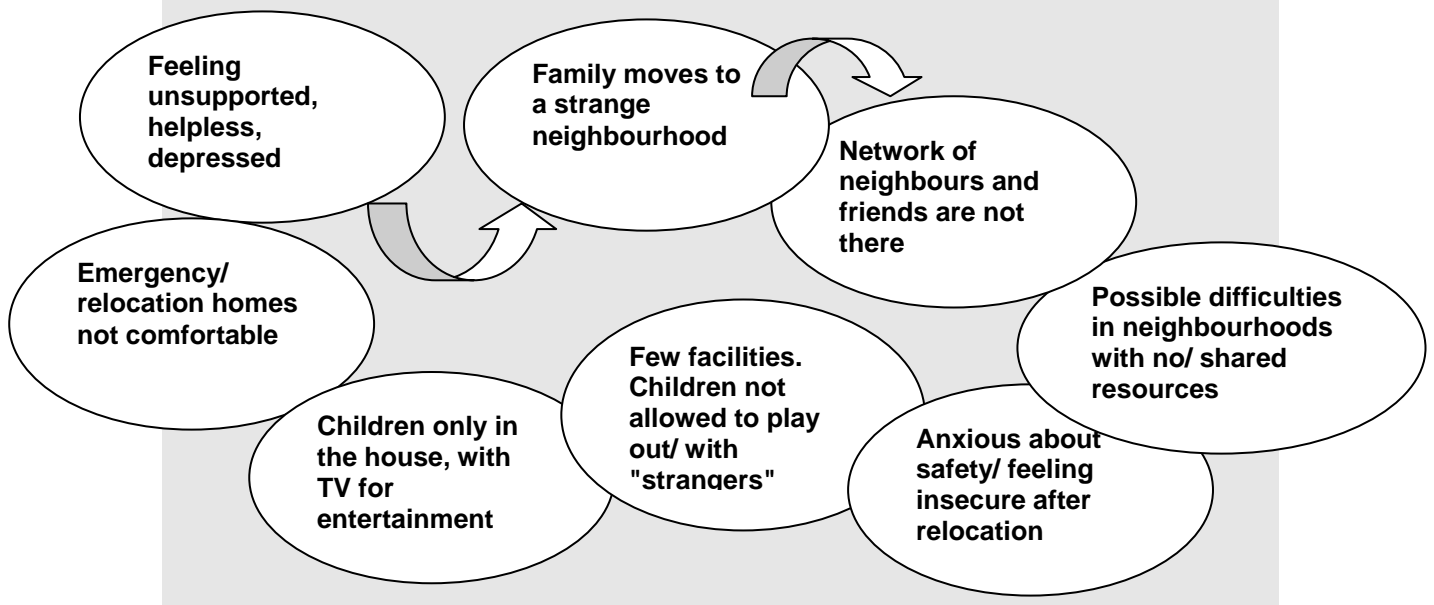 Feeling
unsupported,
helpless,
depressed
Family moves to
a strange
neighbourhood
Network of
neighbours and
friends are not
there
Possible difficulties
in neighbourhoods
with no/ shared
resources
Anxious about
safety/ feeling
insecure after
relocation
Few facilities.
Children not
allowed to play
out/ with
"strangers"
Children only in
the house, with
TV for
entertainment
Emergency/
relocation homes
not comfortable